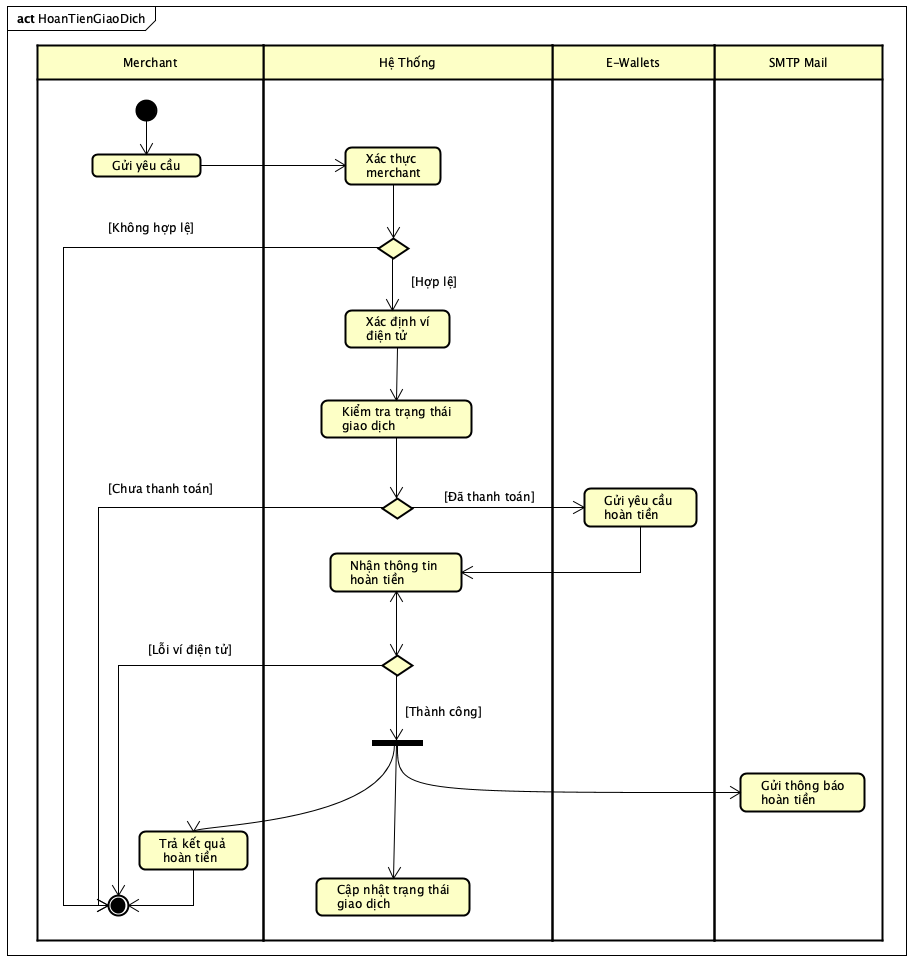 act HoanTienGiaoDich
Merchant
Hệ Thống
E-Wallets
SMTP Mail
Gửi yêu cầu
Xác thực
merchant
[Không hợp lệ]
[Hợp lệ]
Xác định ví
điện tử
Kiểm tra trạng thái
giao dịch
[Chưa thanh toán]
[Đã thanh toán]
Gửi yêu cầu
hoàn tiền
Nhận thông tin
hoàn tiền
[Lỗi ví điện tử]
[Thành công]
Gửi thông báo
hoàn tiền
Trả kết quả
hoàn tiền
Cập nhật trạng thái
giao dịch